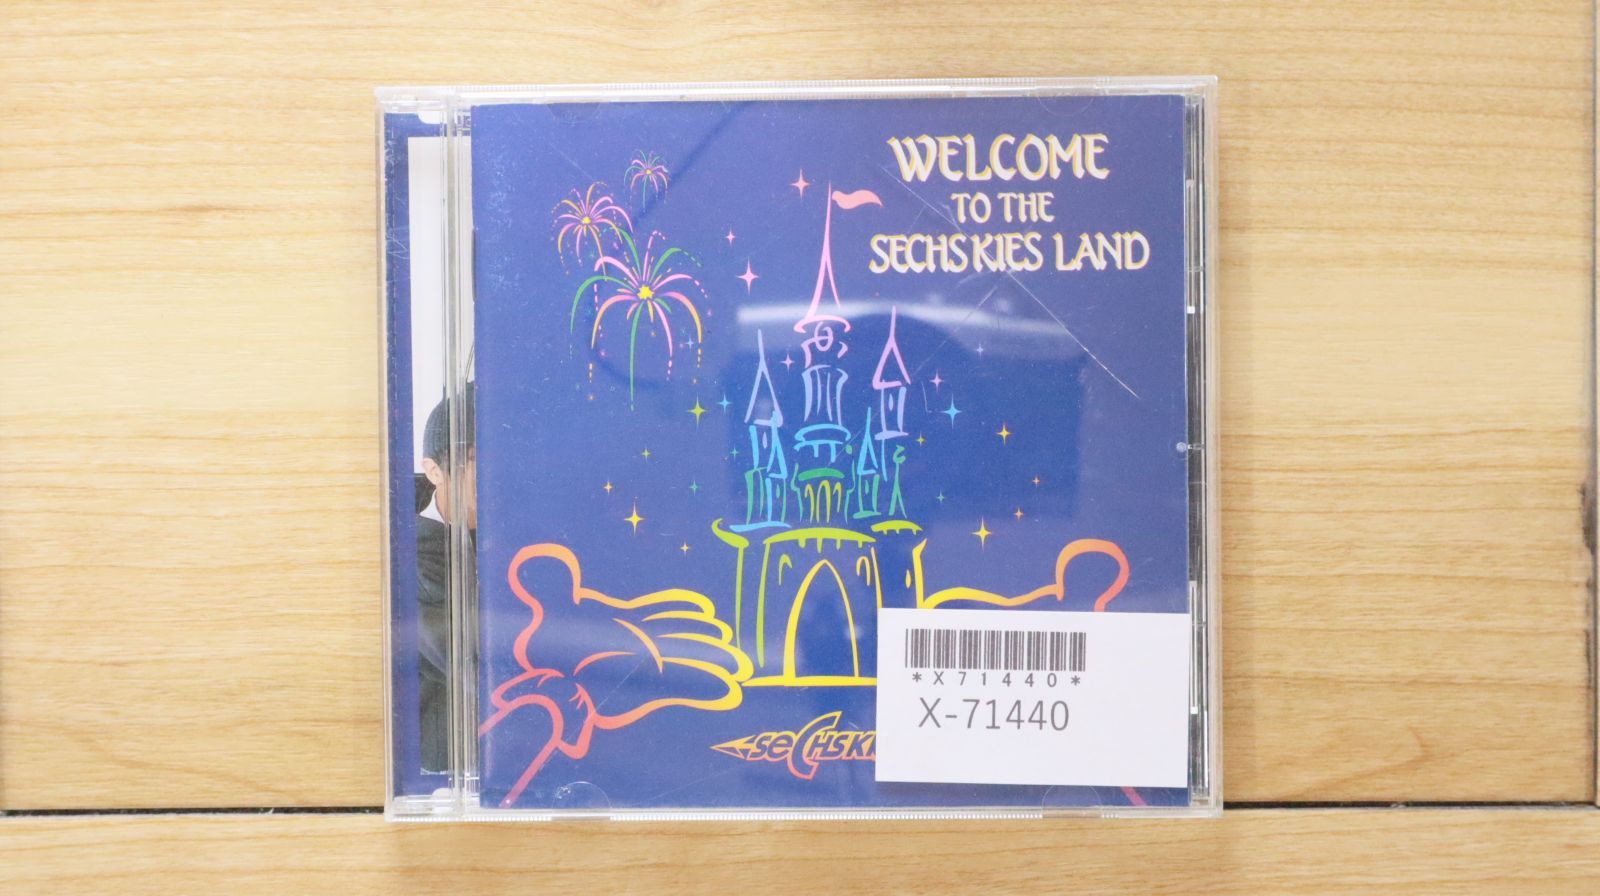 WELCOME
TO THE
SECHSKIES LAND
*X71440*
X-71440